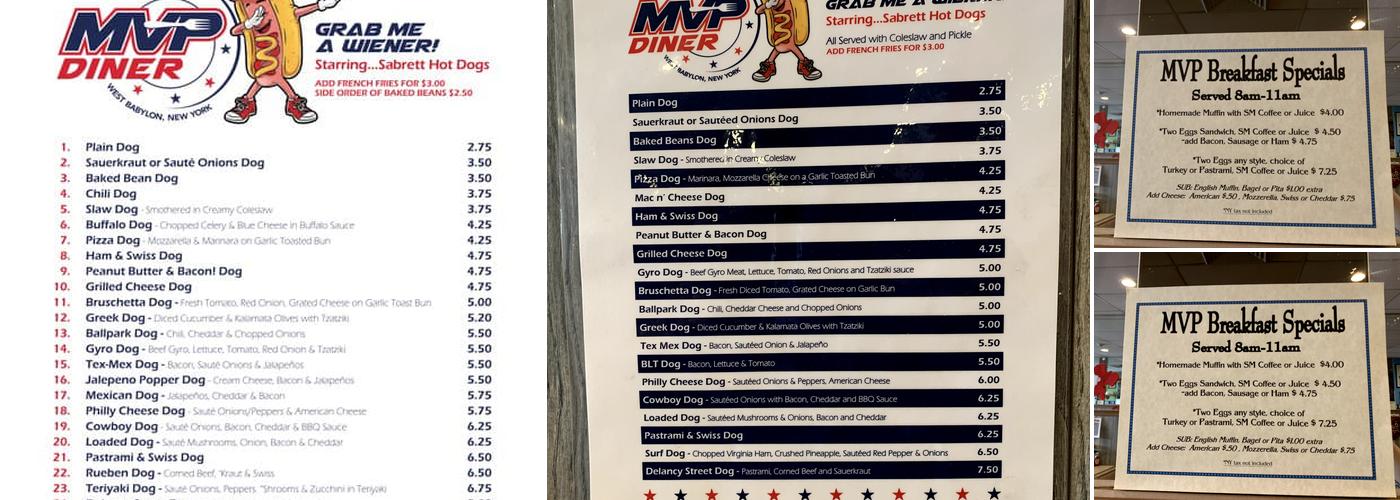 MVP
DINER
WEST BABYLON, NEW YORK
GRAB ME
A WIENER!
Starring...Sabrett Hot Dogs
ADD FRENCH FRIES FOR $3.00
SIDE ORDER OF BAKED BEANS $2.50
1. Plain Dog 2.75
2. Sauerkraut or Sauté Onions Dog 3.50
3. Baked Bean Dog 3.50
4. Chili Dog 3.75
5. Slaw Dog - Smothered in Creamy Coleslaw 3.75
6. Buffalo Dog - Chopped Celery & Blue Cheese in Buffalo Sauce 4.25
7. Pizza Dog - Mozzarella & Marinara on Garlic Toasted Bun 4.25
8. Ham & Swiss Dog 4.75
9. Peanut Butter & Bacon! Dog 4.75
10. Grilled Cheese Dog 4.75
11. Bruschetta Dog - Fresh Tomato, Red Onion, Grated Cheese on Garlic Toast Bun 5.00
12. Greek Dog - Diced Cucumber & Kalamata Olives with Tzatziki 5.20
13. Ballpark Dog - Chili, Cheddar & Chopped Onions 5.50
14. Gyro Dog - Beef Gyro, Lettuce, Tomato, Red Onion & Tzatziki 5.50
15. Tex-Mex Dog - Bacon, Sauté Onions & Jalapeños 5.50
16. Jalepeno Popper Dog - Cream Cheese, Bacon & Jalapeños 5.50
17. Mexican Dog - Jalapeños, Cheddar & Bacon 5.75
18. Philly Cheese Dog - Sauté Onions/Peppers & American Cheese 5.75
19. Cowboy Dog - Sauté Onions, Bacon, Cheddar & BBQ Sauce 6.25
20. Loaded Dog - Sauté Mushrooms, Onion, Bacon & Cheddar 6.25
21. Pastrami & Swiss Dog 6.50
22. Rueben Dog - Corned Beef, 'Kraut & Swiss 6.50
23. Teriyaki Dog - Sauté Onions, Peppers, "Shrooms & Zucchini in Teriyaki 6.75
MVP
DINER
WEST BABYLON, NEW YORK
GRAB ME A WIENER!
Starring...Sabrett Hot Dogs
All Served with Coleslaw and Pickle
ADD FRENCH FRIES FOR $3.00
Plain Dog 2.75
Sauerkraut or Sautéed Onions Dog 3.50
Baked Beans Dog 3.50
Slaw Dog - Smothered in Creamy Coleslaw 3.75
Pizza Dog - Marinara, Mozzarella Cheese on a Garlic Toasted Bun 4.25
Mac n' Cheese Dog 4.25
Ham & Swiss Dog 4.75
Peanut Butter & Bacon Dog 4.75
Grilled Cheese Dog 4.75
Gyro Dog - Beef Gyro Meat, Lettuce, Tomato, Red Onions and Tzatziki sauce 5.00
Bruschetta Dog - Fresh Diced Tomato, Grated Cheese on Garlic Bun 5.00
Ballpark Dog - Chili, Cheddar Cheese and Chopped Onions 5.00
Greek Dog - Diced Cucumber & Kalamata Olives with Tzatziki 5.00
Tex Mex Dog - Bacon, Sautéed Onion & Jalapeño 5.50
BLT Dog - Bacon, Lettuce & Tomato 5.50
Philly Cheese Dog - Sautéed Onions & Peppers, American Cheese 6.00
Cowboy Dog - Sautéed Onions with Bacon, Cheddar and BBQ Sauce 6.25
Loaded Dog - Sautéed Mushrooms & Onions, Bacon and Cheddar 6.25
Pastrami & Swiss Dog 6.25
Surf Dog - Chopped Virginia Ham, Crushed Pineapple, Sautéed Red Pepper & Onions 6.50
Delancy Street Dog - Pastrami, Corned Beef and Sauerkraut 7.50
MVP Breakfast Specials
Served 8am-11am
*Homemade Muffin with SM Coffee or Juice $4.00
*Two Eggs Sandwich, SM Coffee or Juice $ 4.50
~add Bacon, Sausage or Ham $ 4.75
*Two Eggs any style, choice of
Turkey or Pastrami, SM Coffee or Juice $ 7.25
SUB: English Muffin, Bagel or Pita $1.00 extra
Add Cheese: American $.50 , Mozzerella, Swiss or Cheddar $.75
*NY tax not included
MVP Breakfast Specials
Served 8am-11am
*Homemade Muffin with SM Coffee or Juice $4.00
*Two Eggs Sandwich, SM Coffee or Juice $ 4.50
~add Bacon, Sausage or Ham $ 4.75
*Two Eggs any style, choice of
Turkey or Pastrami, SM Coffee or Juice $ 7.25
SUB: English Muffin, Bagel or Pita $1.00 extra
Add Cheese: American $.50 , Mozzerella, Swiss or Cheddar $.75
*NY tax not included